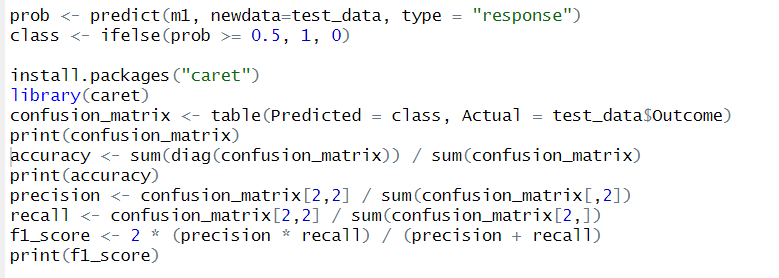 prob <- predict(m1, newdata=test_data, type = "response")
class <- ifelse(prob >= 0.5, 1, 0)
install.packages("caret")
library(caret)
confusion_matrix <- table(Predicted = class, Actual = test_data$Outcome)
print(confusion_matrix)
accuracy <- sum(diag(confusion_matrix)) / sum(confusion_matrix)
print(accuracy)
precision <- confusion_matrix[2,2] / sum(confusion_matrix[,2])
recall <- confusion_matrix[2,2] / sum(confusion_matrix[2,])
f1_score <- 2 * (precision * recall) / (precision + recall)
print(f1_score)